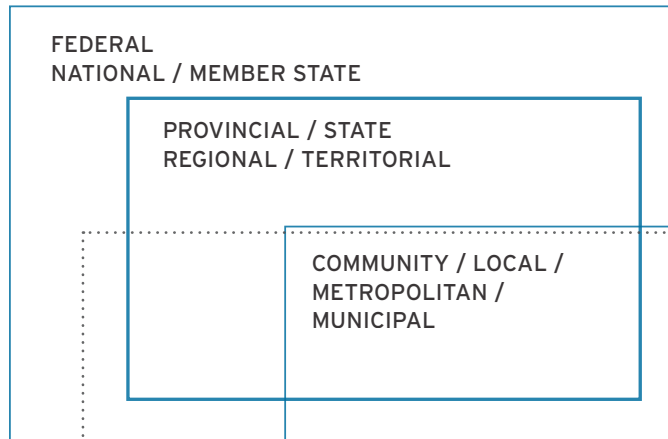 FEDERAL
NATIONAL / MEMBER STATE
PROVINCIAL / STATE
REGIONAL / TERRITORIAL
COMMUNITY / LOCAL /
METROPOLITAN /
MUNICIPAL